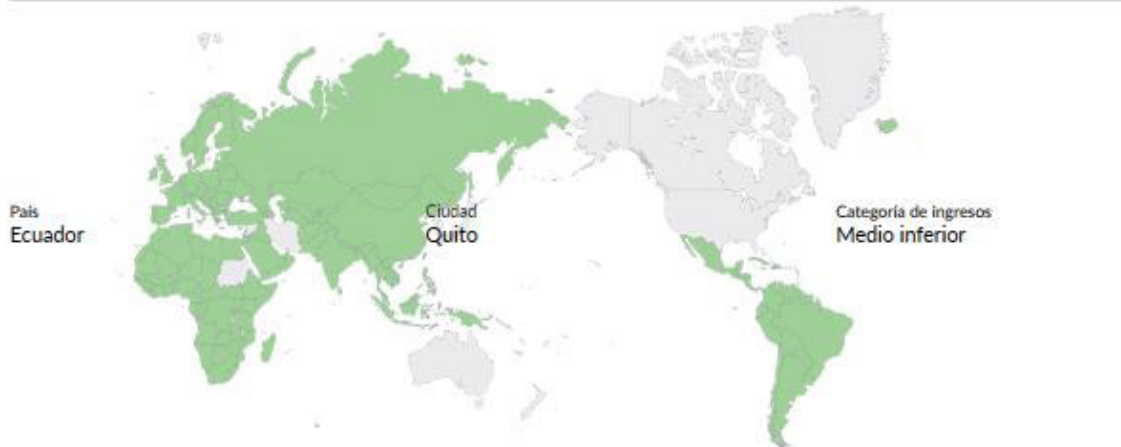 País
Ecuador
Ciudad
Quito
Categoría de ingresos
Medio inferior